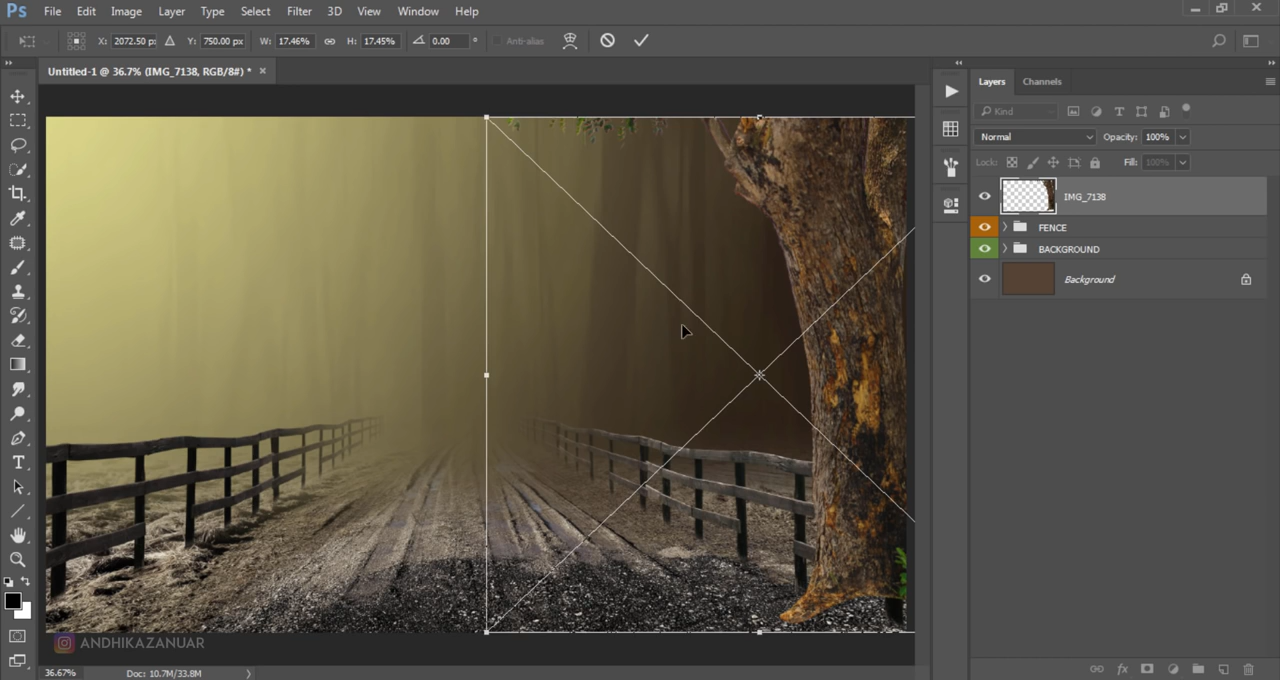 Ps File Edit Image Layer Type Select Filter 3D View Window Help
X: 2072.50 p: Y: 750.00 px W: 17.46% H: 17.45% 0.00 ° Anti-alias
Untitled-1 @ 36.7% (IMG_7138, RGB/8#) * ×
Layers Channels
Kind
Normal Opacity: 100%
Lock: Fill: 100%
IMG_7138
FENCE
BACKGROUND
Background
ANDHIKAZANUAR
36.67% Doc: 10.7M/33.8M